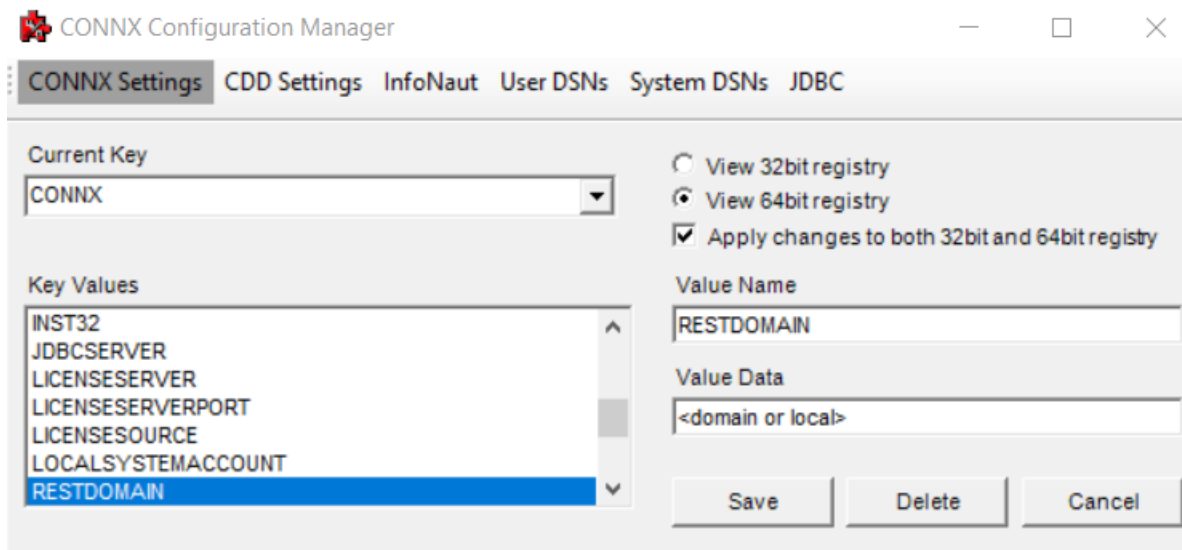 CONNX Configuration Manager
CONNX Settings CDD Settings InfoNaut User DSNs System DSNs JDBC
Current Key
CONNX
View 32bit registry
View 64bit registry
Apply changes to both 32bit and 64bit registry
Key Values
INST32
JDBCSERVER
LICENSESERVER
LICENSESERVERPORT
LICENSESOURCE
LOCALSYSTEMACCOUNT
RESTDOMAIN
Value Name
RESTDOMAIN
Value Data
<domain or local>
Save Delete Cancel